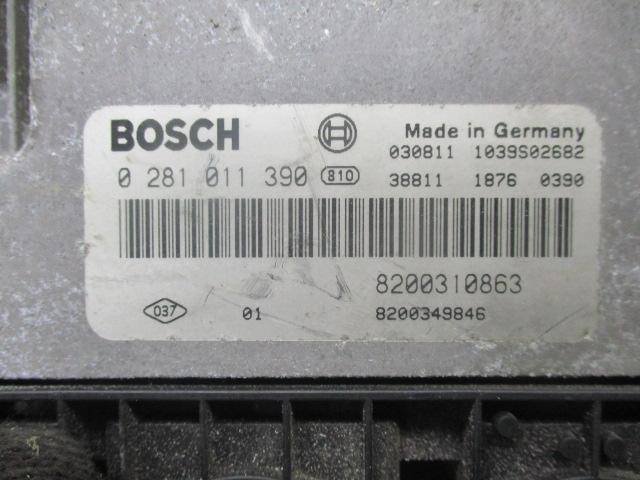 BOSCH
Made in Germany
030811 1039S02682
0 281 011 390 810
38811 1876 0390
8200310863
037 01 8200349846